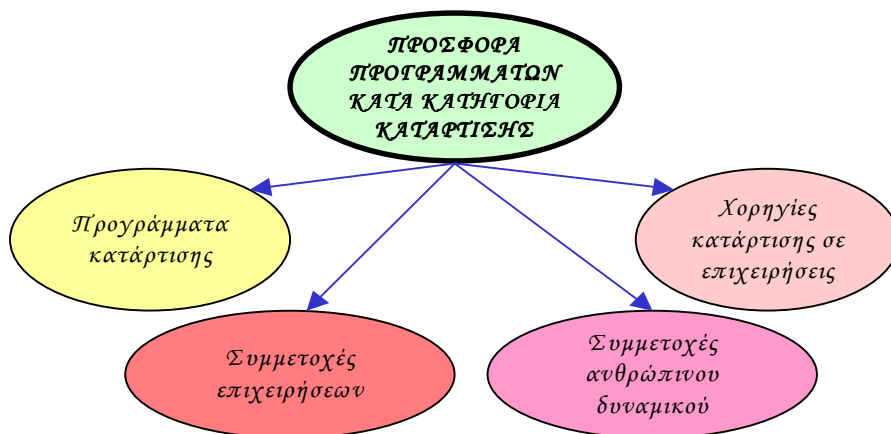 ΠΡΟΣΦΟΡΑ
ΠΡΟΓΡΑΜΜΑΤΩΝ
ΚΑΤΑ ΚΑΤΗΓΟΡΙΑ
ΚΑΤΑΡΤΙΣΗΣ
Προγράμματα
κατάρτισης
Χορηγίες
κατάρτισης σε
επιχειρήσεις
Συμμετοχές
επιχειρήσεων
Συμμετοχές
ανθρώπινου
δυναμικού